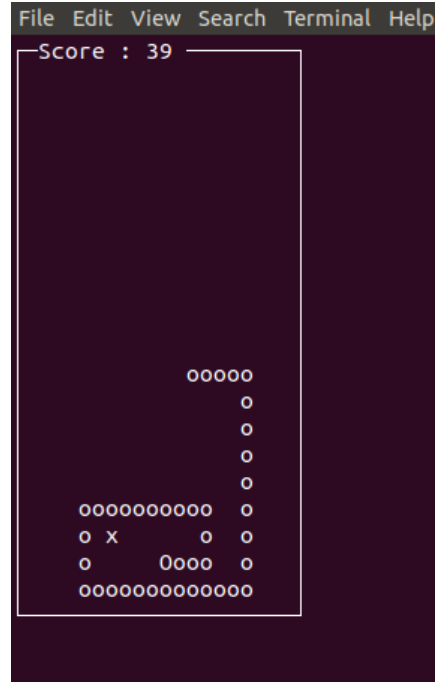 File Edit View Search Terminal Help
Score : 39
ooooo
o
o
o
o
oooooooooo o
o x o o
o Oooo o
ooooooooooooo